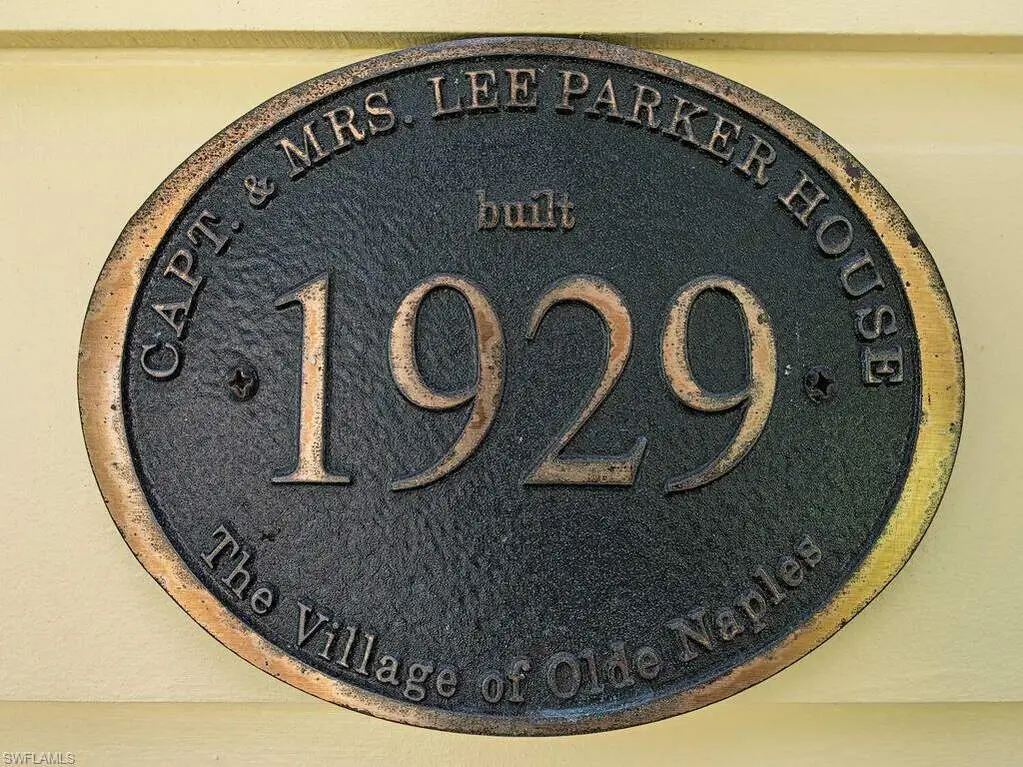 CAPT. & MRS. LEE PARKER HOUSE
built
1929
The Village of Olde Naples
SWFLAMLS